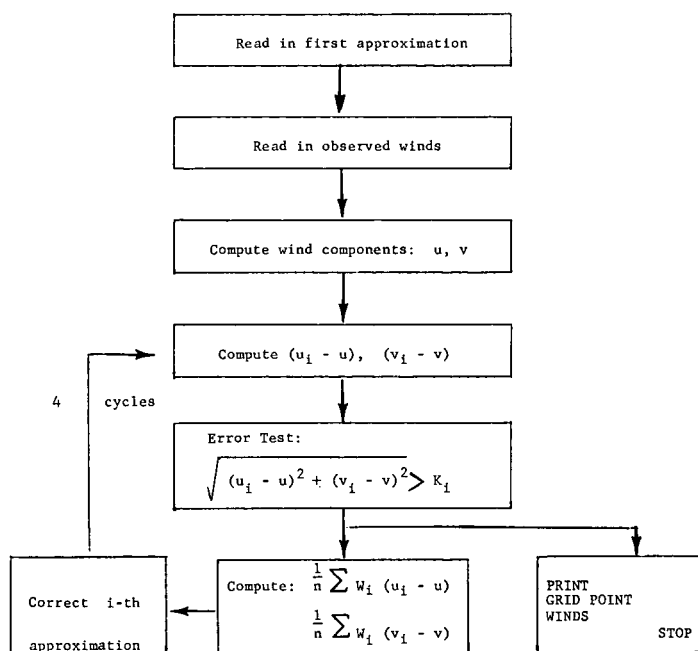 Read in first approximation
Read in observed winds
Compute wind components: u, v
Compute (u_i - u), (v_i - v)
4 cycles
Error Test:
√((u_i - u)^2 + (v_i - v)^2) > K_i
Compute: 1/n ∑ W_i (u_i - u)
1/n ∑ W_i (v_i - v)
Correct i-th
approximation
PRINT
GRID POINT
WINDS
STOP